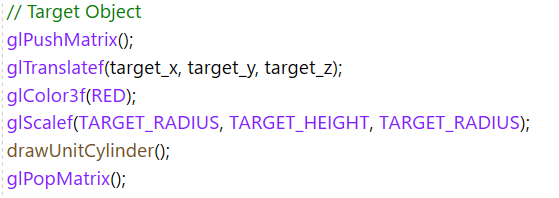 // Target Object
glPushMatrix();
glTranslatef(target_x, target_y, target_z);
glColor3f(RED);
glScalef(TARGET_RADIUS, TARGET_HEIGHT, TARGET_RADIUS);
drawUnitCylinder();
glPopMatrix();